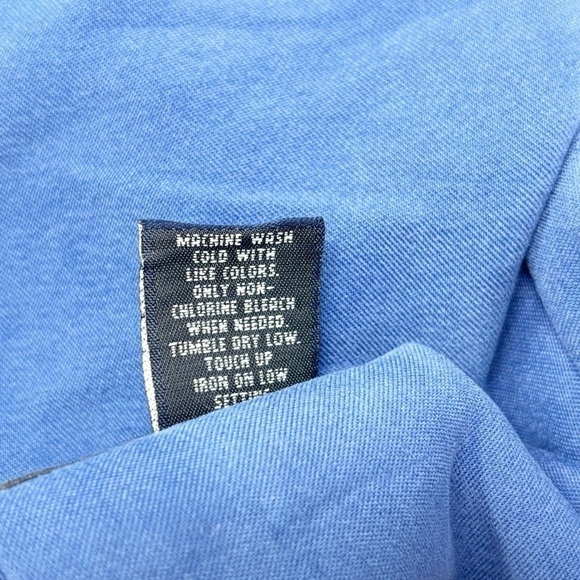 MACHINE WASH
COLD WITH
LIKE COLORS.
ONLY NON-
CHLORINE BLEACH
WHEN NEEDED.
TUMBLE DRY LOW.
TOUCH UP
IRON ON LOW
SETTING